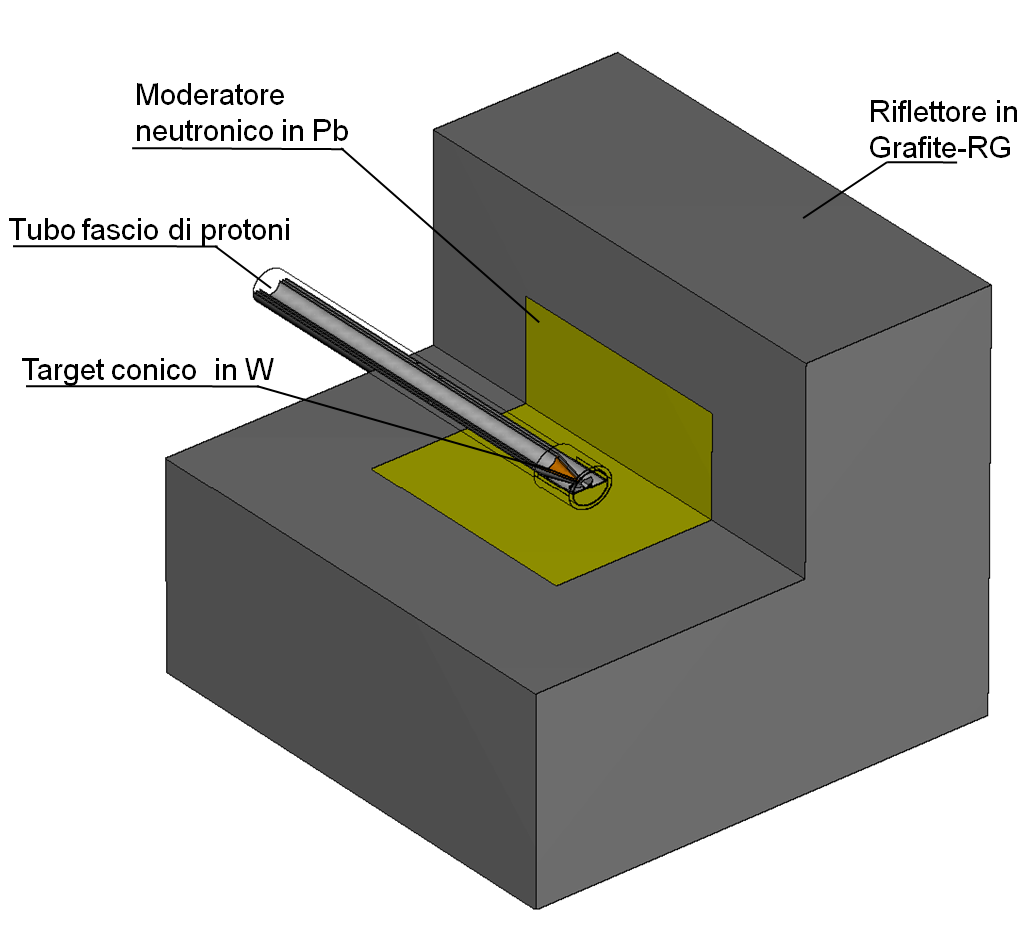 Moderatore
neutronico in Pb
Riflettore in
Grafite-RG
Tubo fascio di protoni
Target conico in W